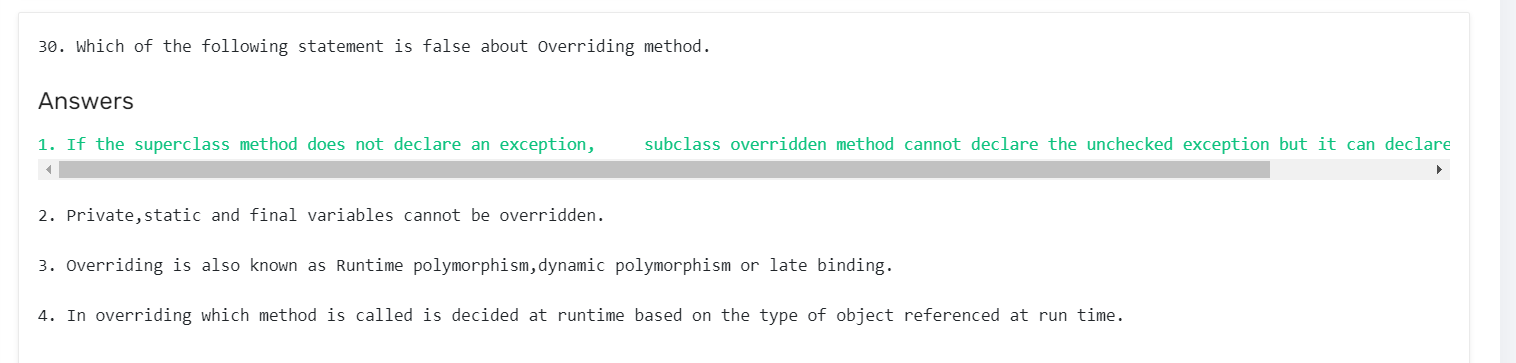 30. Which of the following statement is false about Overriding method.
Answers
1. If the superclass method does not declare an exception,     subclass overridden method cannot declare the unchecked exception but it can declare
2. Private,static and final variables cannot be overridden.
3. Overriding is also known as Runtime polymorphism,dynamic polymorphism or late binding.
4. In overriding which method is called is decided at runtime based on the type of object referenced at run time.